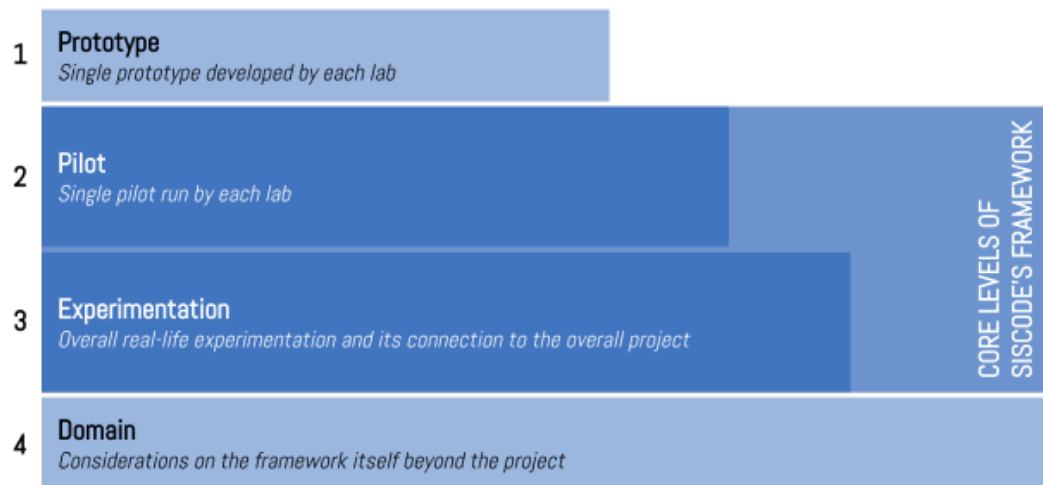 1
Prototype
Single prototype developed by each lab
2
Pilot
Single pilot run by each lab
3
Experimentation
Overall real-life experimentation and its connection to the overall project
CORE LEVELS OF
SISCODE'S FRAMEWORK
4
Domain
Considerations on the framework itself beyond the project